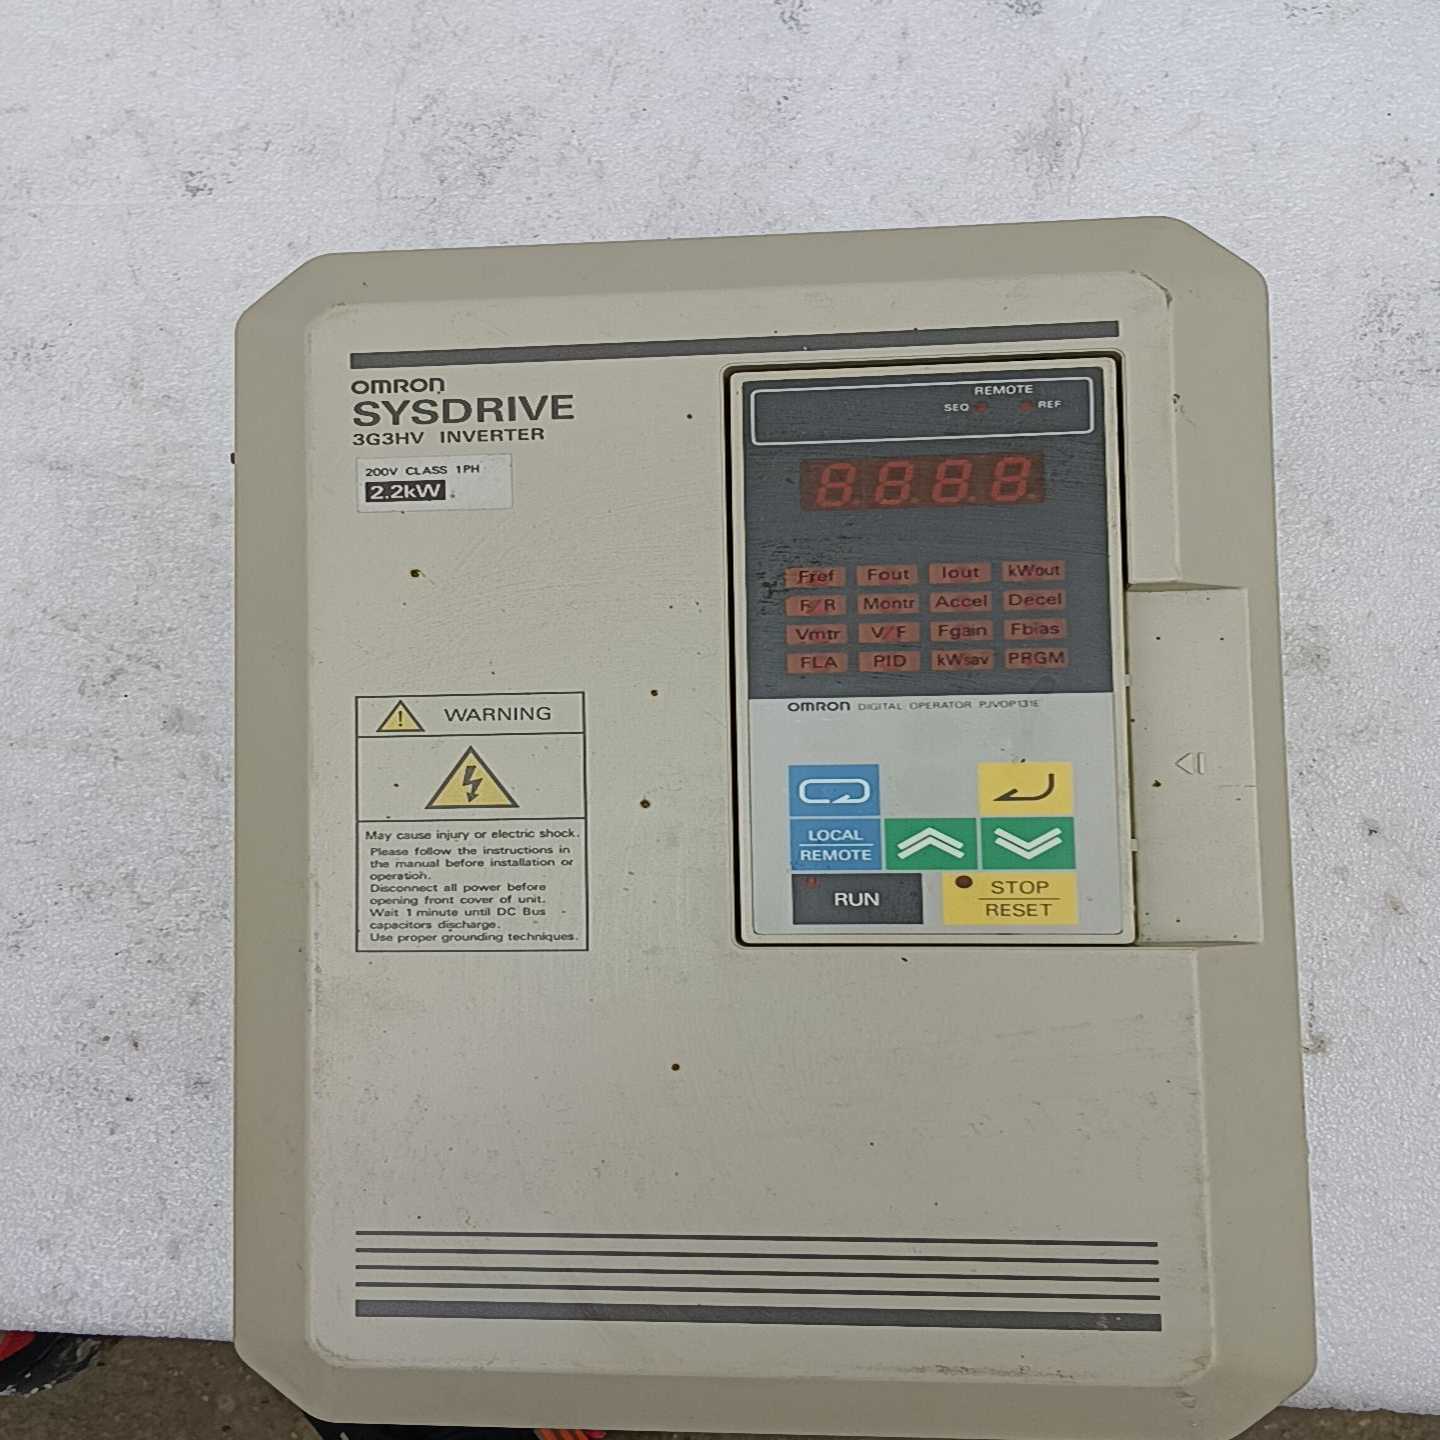 OMRON
SYSDRIVE
3G3HV INVERTER
200V CLASS 1PH
2.2kW
WARNING
May cause injury or electric shock.
Please follow the instructions in
the manual before installation or
operation.
Disconnect all power before
opening front cover of unit.
Wait 1 minute until DC Bus
capacitors discharge.
Use proper grounding techniques.
REMOTE
SEQ REF
8.8.8.8.
Fref Fout Iout kWout
F/R Montr Accel Decel
Vmtr V/F Fgain Fbias
FLA PID kWsav PRGM
OMRON DIGITAL OPERATOR PJVOP131E
LOCAL
REMOTE
RUN
STOP
RESET